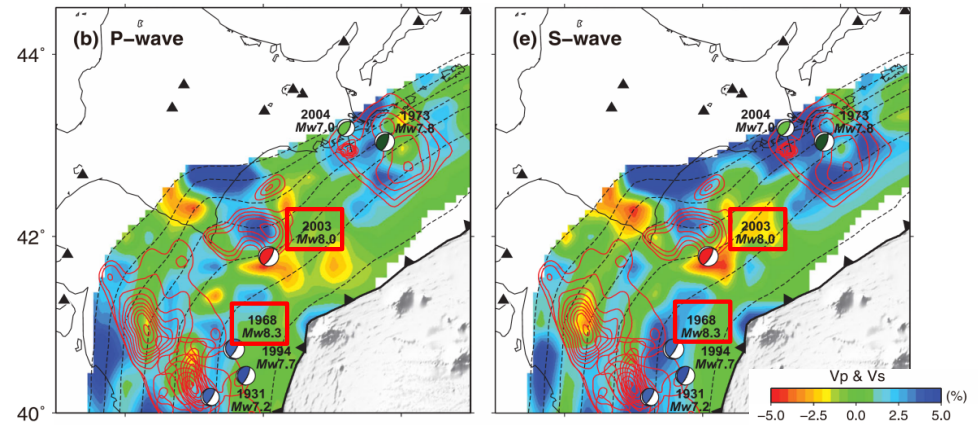 (b) P–wave
(e) S–wave
44°
42°
40°
2004
Mw7.0
1973
Mw7.8
2003
Mw8.0
1968
Mw8.3
1994
Mw7.7
1931
Mw7.2
2004
Mw7.0
1973
Mw7.8
2003
Mw8.0
1968
Mw8.3
1994
Mw7.7
1931
Mw7.2
Vp & Vs
(%)
−5.0 −2.5 0.0 2.5 5.0